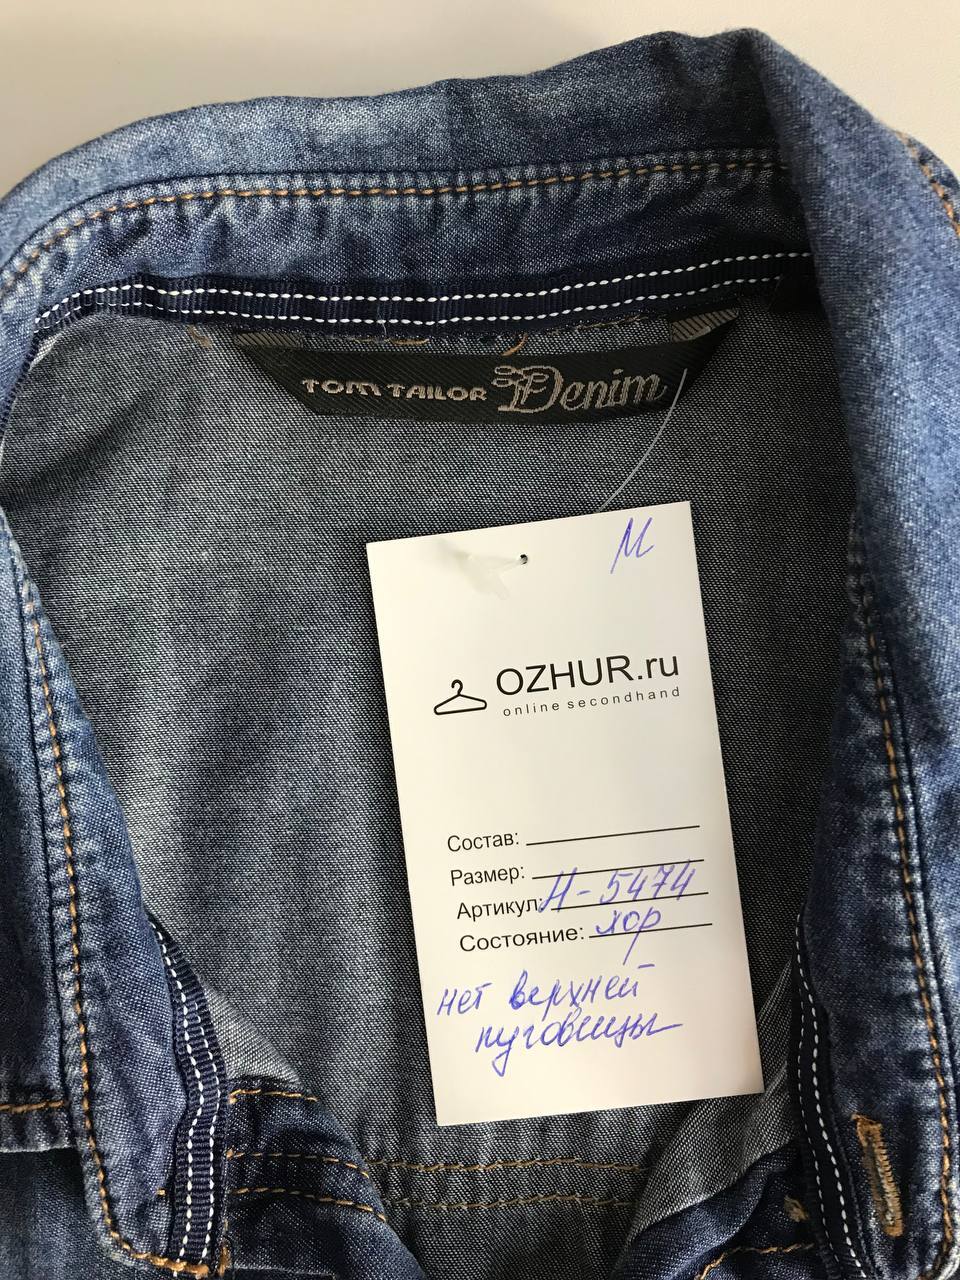 TOM TAILOR Denim
M
OZHUR.ru
online secondhand
Состав:
Размер:
Артикул: Н-5474
Состояние: хор
нет верхней
пуговицы